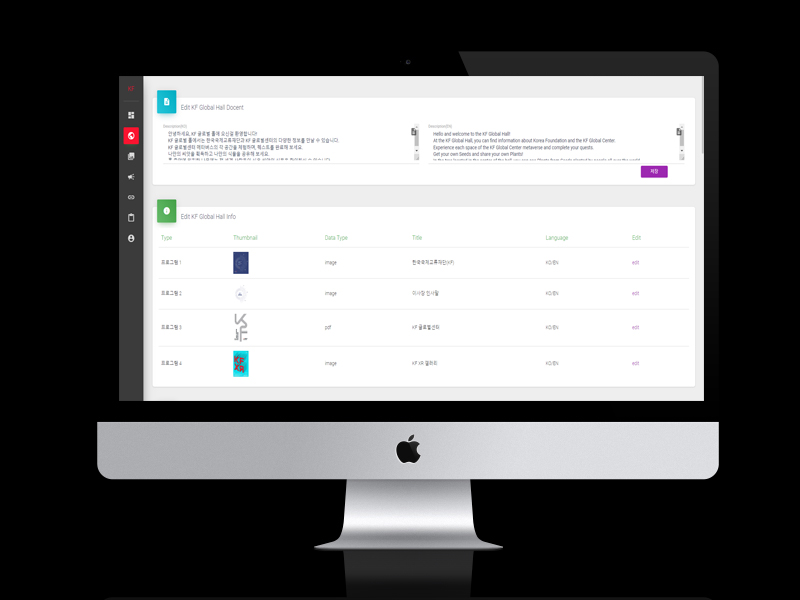 Edit KF Global Hall Docent
Description(KO)
안녕하세요, KF 글로벌 홀에 오신걸 환영합니다!
KF 글로벌 홀에서는 한국국제교류재단과 KF 글로벌센터의 다양한 정보를 만날 수 있습니다.
KF 글로벌센터 메타버스의 각 공간을 체험하며, 퀘스트를 완료해 보세요.
나만의 씨앗을 획득하고 나만의 식물을 공유해 보세요.
Description(EN)
Hello and welcome to the KF Global Hall!
At the KF Global Hall, you can find information about Korea Foundation and the KF Global Center.
Experience each space of the KF Global Center metaverse and complete your quests.
Get your own Seeds and share your own Plants!
저장
Edit KF Global Hall Info
Type Thumbnail Data Type Title Language Edit
프로그램 1 image 한국국제교류재단(KF) KO/EN edit
프로그램 2 image 이사장 인사말 KO/EN edit
프로그램 3 KF pdf KF 글로벌센터 KO/EN edit
프로그램 4 KF XR image KF XR 갤러리 KO/EN edit